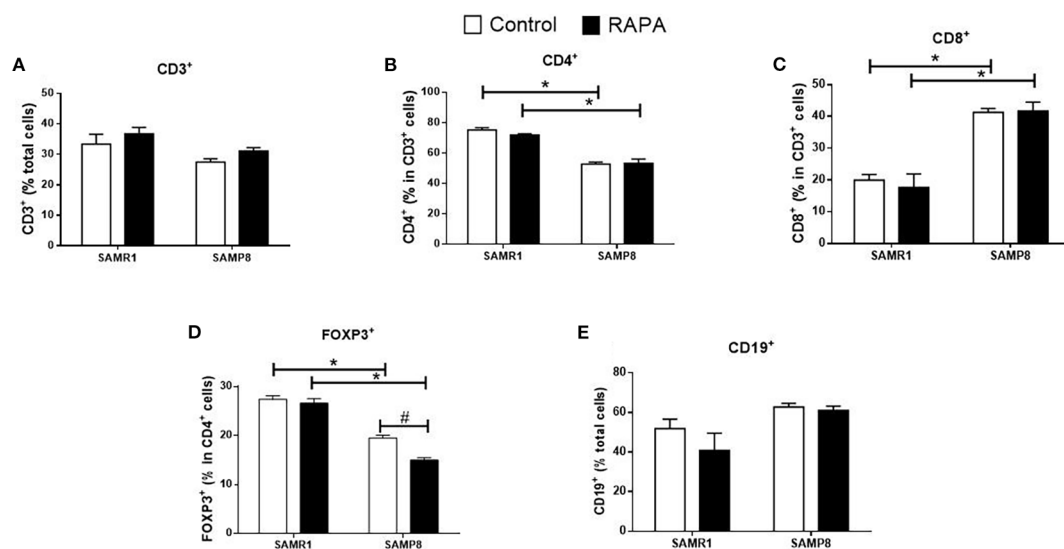 Control RAPA
A
CD3⁺
CD3⁺ (% total cells)
50
40
30
20
10
0
SAMR1 SAMP8
B
CD4⁺
* *
CD4⁺ (% in CD3⁺ cells)
100
80
60
40
20
0
SAMR1 SAMP8
C
CD8⁺
* *
CD8⁺ (% in CD3⁺ cells)
50
40
30
20
10
0
SAMR1 SAMP8
D
FOXP3⁺
* *
#
FOXP3⁺ (% in CD4⁺ cells)
30
20
10
0
SAMR1 SAMP8
E
CD19⁺
CD19⁺ (% total cells)
80
60
40
20
0
SAMR1 SAMP8